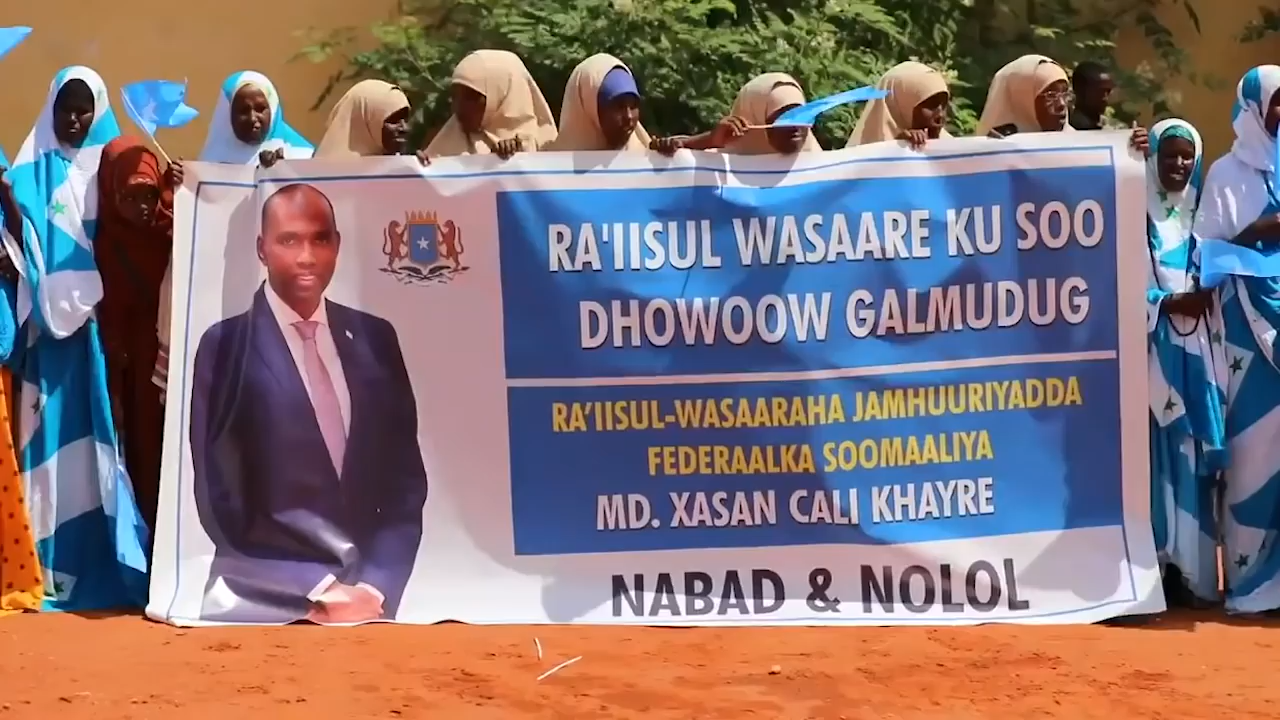 RA'IISUL WASAARE KU SOO
DHOWOOW GALMUDUG
RA'IISUL-WASAARAHA JAMHUURIYADDA
FEDERAALKA SOOMAALIYA
MD. XASAN CALI KHAYRE
NABAD & NOLOL